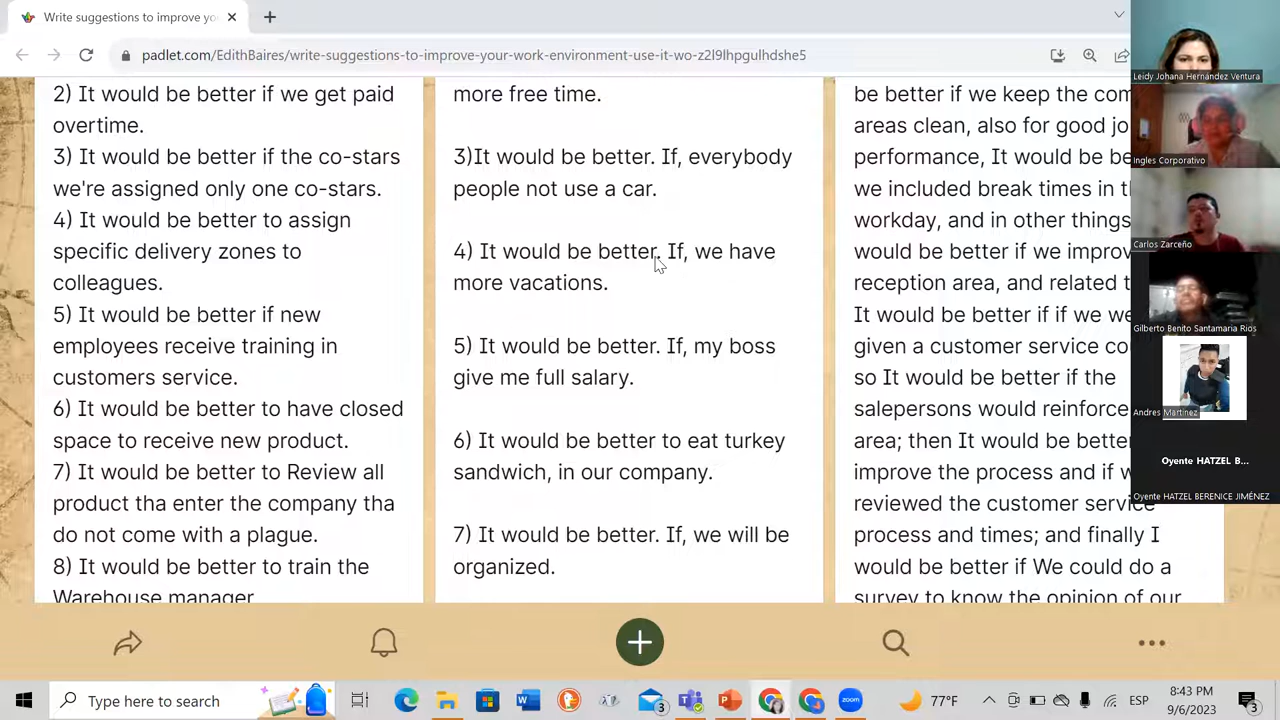 Write suggestions to improve yo
padlet.com/EdithBaires/write-suggestions-to-improve-your-work-environment-use-it-wo-z2l9lhpgulhdshe5
2) It would be better if we get paid
overtime.
3) It would be better if the co-stars
we're assigned only one co-stars.
4) It would be better to assign
specific delivery zones to
colleagues.
5) It would be better if new
employees receive training in
customers service.
6) It would be better to have closed
space to receive new product.
7) It would be better to Review all
product tha enter the company tha
do not come with a plague.
8) It would be better to train the
Warehouse manager
more free time.
3)It would be better. If, everybody
people not use a car.
4) It would be better. If, we have
more vacations.
5) It would be better. If, my boss
give me full salary.
6) It would be better to eat turkey
sandwich, in our company.
7) It would be better. If, we will be
organized.
be better if we keep the com
areas clean, also for good jo
performance, It would be be
we included break times in t
workday, and in other things
would be better if we improv
reception area, and related t
It would be better if if we we
given a customer service co
so It would be better if the
salepersons would reinforce
area; then It would be better
improve the process and if w
reviewed the customer service
process and times; and finally I
would be better if We could do a
survey to know the opinion of our
Leidy Johana Hernández Ventura
Ingles Corporativo
Carlos Zarceño
Gilberto Benito Santamaria Rios
Andres Martinez
Oyente HATZEL B...
Oyente HATZEL BERENICE JIMÉNEZ
Type here to search
3
77°F
ESP
8:43 PM
9/6/2023
3